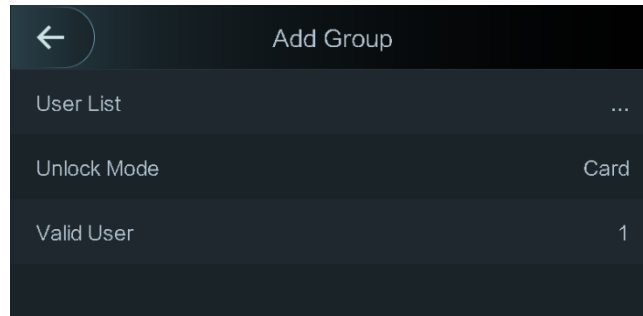 Add Group
User List ...
Unlock Mode Card
Valid User 1